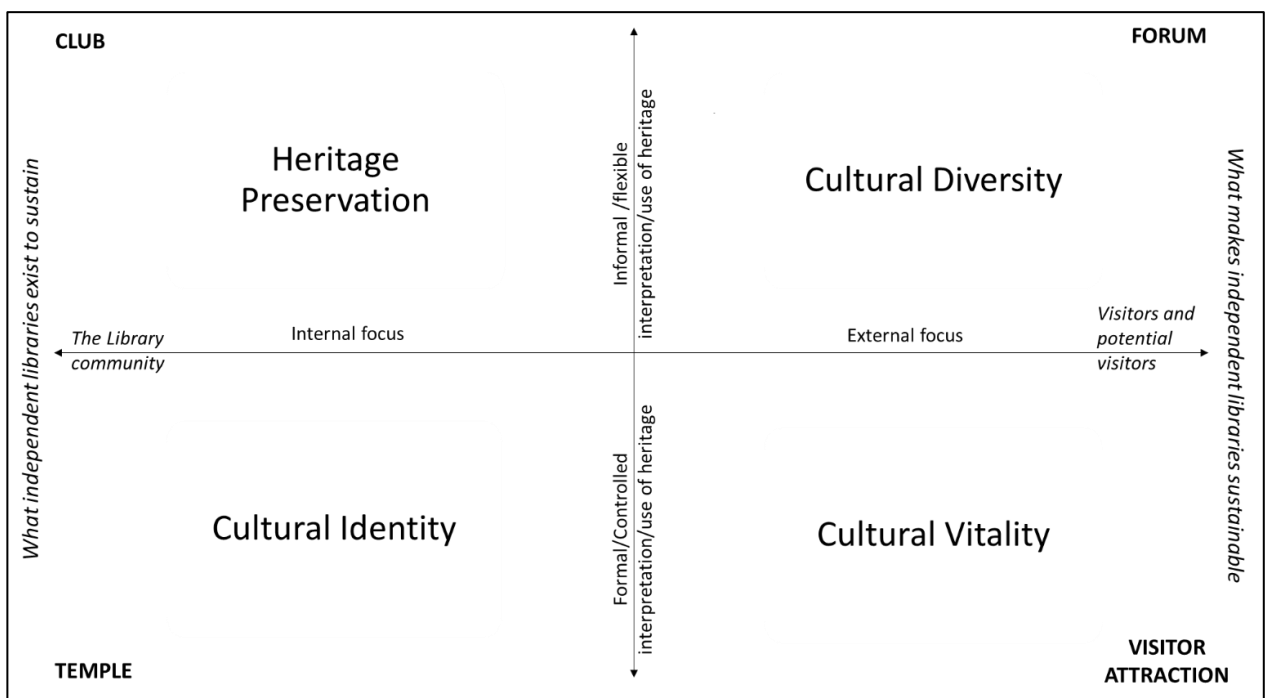 CLUB
FORUM
Heritage
Preservation
Cultural Diversity
What independent libraries exist to sustain
Informal /flexible
interpretation/use of heritage
What makes independent libraries sustainable
The Library
community
Internal focus
External focus
Visitors and
potential
visitors
Cultural Identity
Formal/Controlled
interpretation/use of heritage
Cultural Vitality
TEMPLE
VISITOR
ATTRACTION